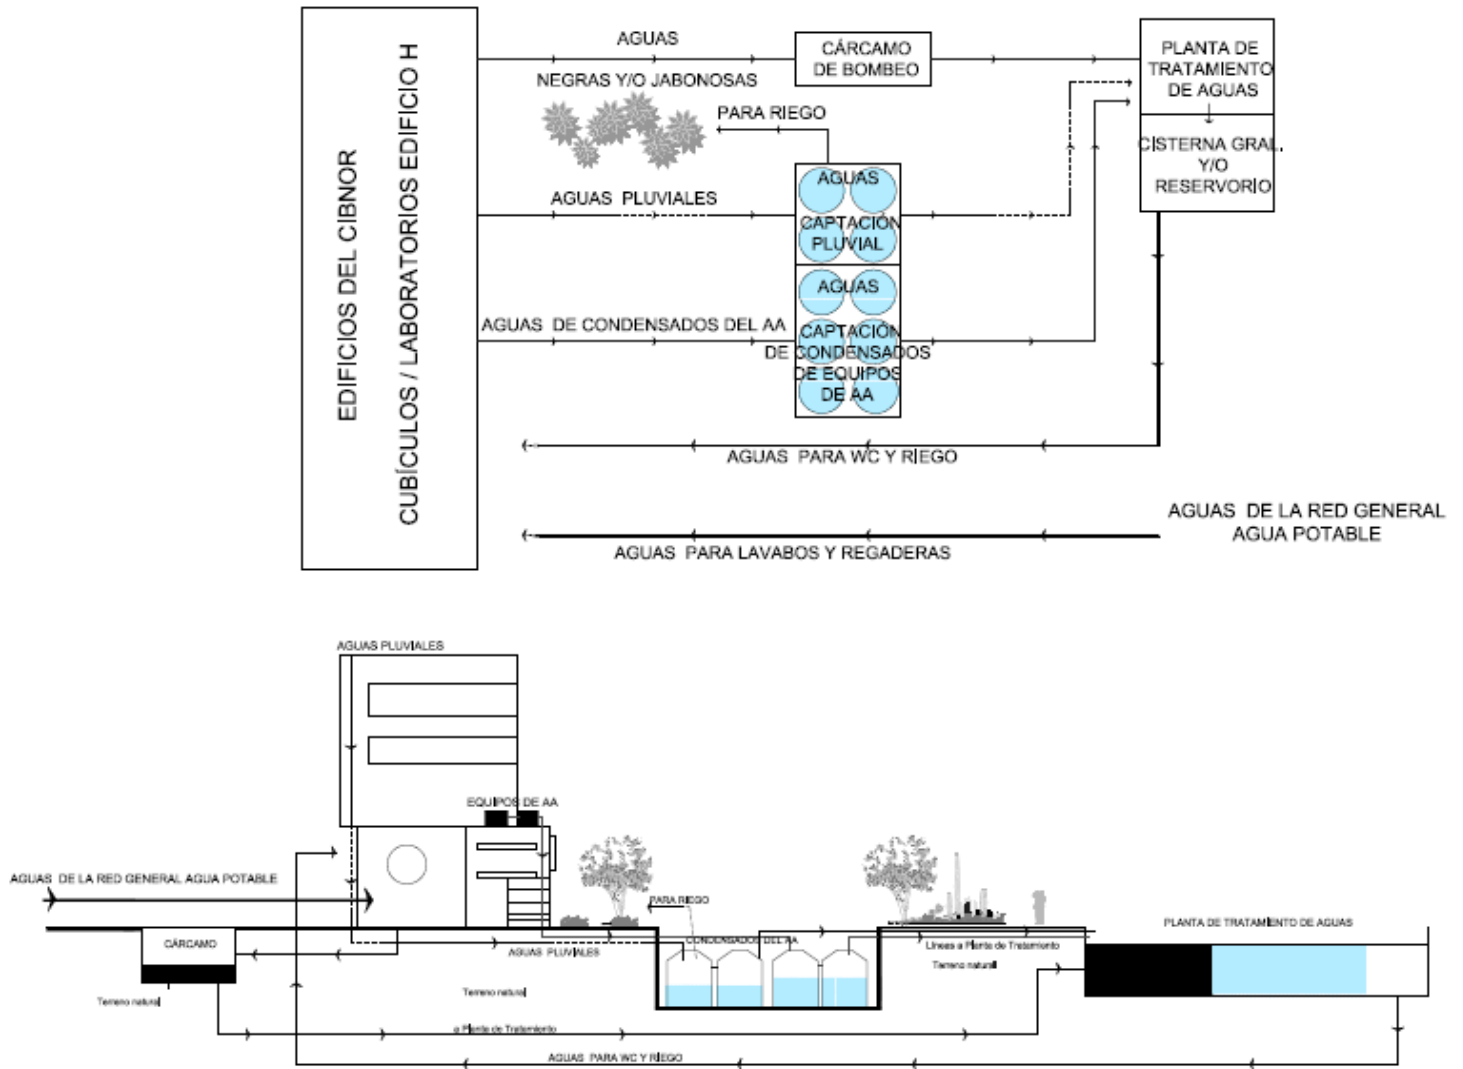 EDIFICIOS DEL CIBNOR
CUBÍCULOS / LABORATORIOS EDIFICIO H
AGUAS
NEGRAS Y/O JABONOSAS
CÁRCAMO
DE BOMBEO
PLANTA DE
TRATAMIENTO
DE AGUAS
CISTERNA GRAL.
Y/O
RESERVORIO
PARA RIEGO
AGUAS PLUVIALES
AGUAS
CAPTACIÓN
PLUVIAL
AGUAS DE CONDENSADOS DEL AA
AGUAS
CAPTACIÓN
DE CONDENSADOS
DE EQUIPOS
DE AA
AGUAS PARA WC Y RIEGO
AGUAS DE LA RED GENERAL
AGUA POTABLE
AGUAS PARA LAVABOS Y REGADERAS
AGUAS PLUVIALES
EQUIPOS DE AA
AGUAS DE LA RED GENERAL AGUA POTABLE
PARA RIEGO
PLANTA DE TRATAMIENTO DE AGUAS
CÁRCAMO
CONDENSADOS DEL AA
AGUAS PLUVIALES
Líneas a Planta de Tratamiento
Terreno natural
Terreno natural
Terreno natural
a Planta de Tratamiento
AGUAS PARA WC Y RIEGO